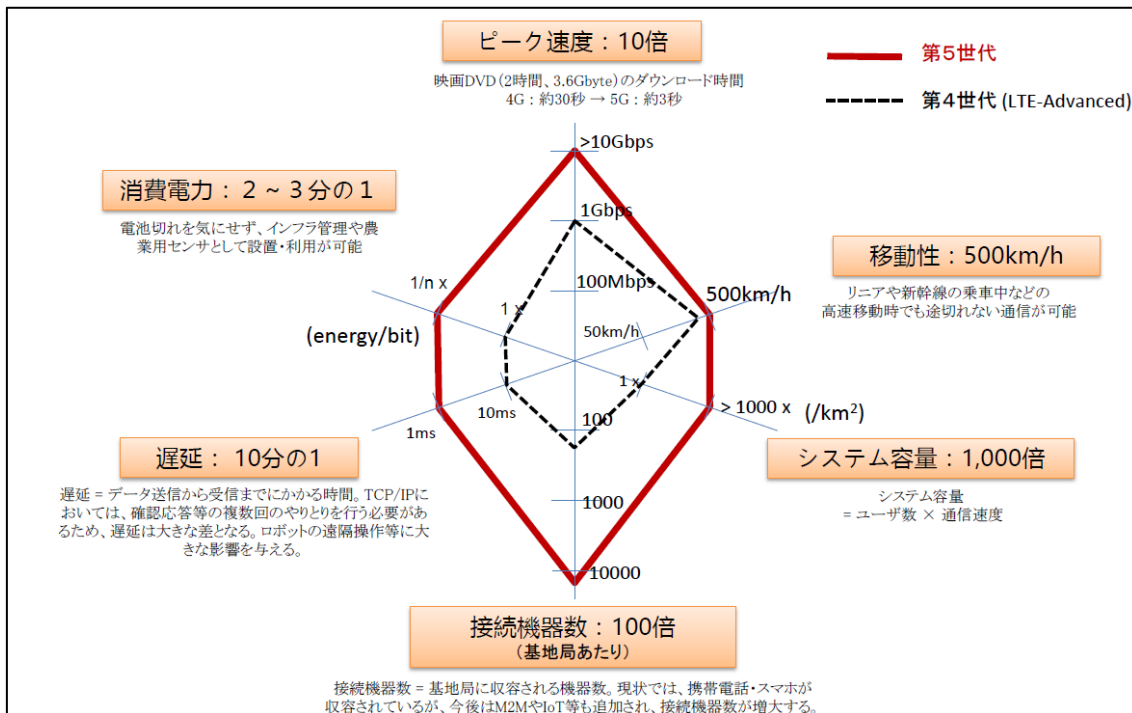 ピーク速度：10倍
映画DVD（2時間、3.6Gbyte）のダウンロード時間
4G：約30秒 → 5G：約3秒
第５世代
第４世代 (LTE-Advanced)
>10Gbps
1Gbps
100Mbps
消費電力：２～３分の１
電池切れを気にせず、インフラ管理や農
業用センサとして設置・利用が可能
1/n x
1 x
(energy/bit)
移動性：500km/h
リニアや新幹線の乗車中などの
高速移動時でも途切れない通信が可能
500km/h
50km/h
1 x
> 1000 x
(/km²)
10ms
1ms
100
1000
10000
遅延： 10分の1
遅延 = データ送信から受信までにかかる時間。TCP/IPに
おいては、確認応答等の複数回のやりとりを行う必要があ
るため、遅延は大きな差となる。ロボットの遠隔操作等に大
きな影響を与える。
システム容量：1,000倍
システム容量
= ユーザ数 × 通信速度
接続機器数：100倍
（基地局あたり）
接続機器数 = 基地局に収容される機器数。現状では、携帯電話・スマホが
収容されているが、今後はM2MやIoT等も追加され、接続機器数が増大する。